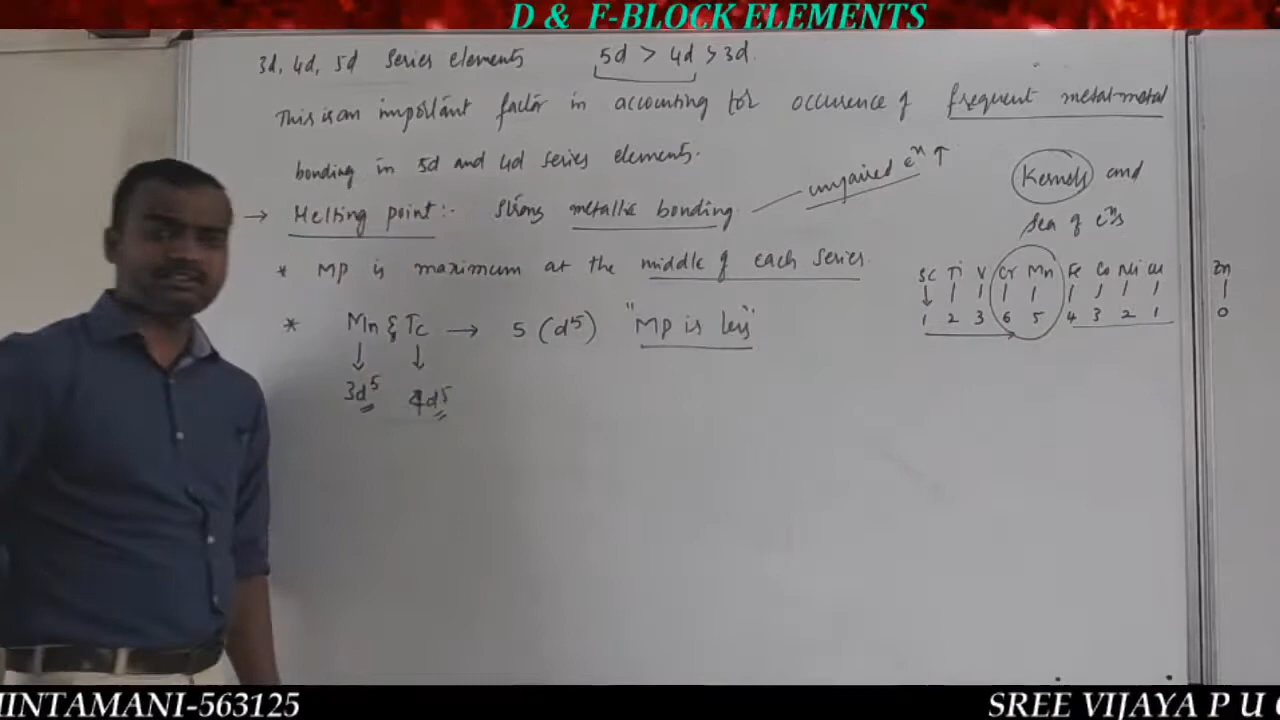 D & F-BLOCK ELEMENTS
3d, 4d, 5d series elements 5d > 4d > 3d.
This is an important factor in accounting for occurence of frequent metal-metal
bonding in 5d and 4d series elements.
→ Melting point :- Strong metallic bonding — unpaired eⁿ ↑
Kernels and
sea of eⁿs
* MP is maximum at the middle of each series.
Sc Ti V Cr Mn Fe Co Ni Cu Zn
1 2 3 6 5 4 3 2 1 0
* Mn & Tc → 5 (d⁵) "MP is less"
3d⁵ 4d⁵
IINTAMANI-563125 SREE VIJAYA P U